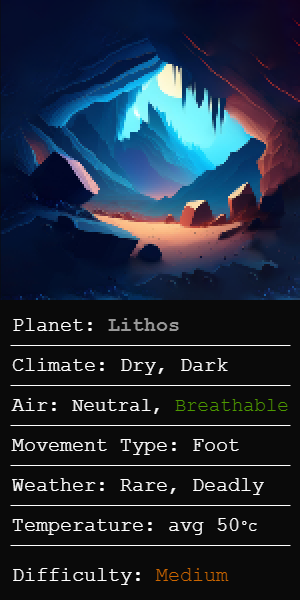 Planet: Lithos
Climate: Dry, Dark
Air: Neutral, Breathable
Movement Type: Foot
Weather: Rare, Deadly
Temperature: avg 50°c
Difficulty: Medium